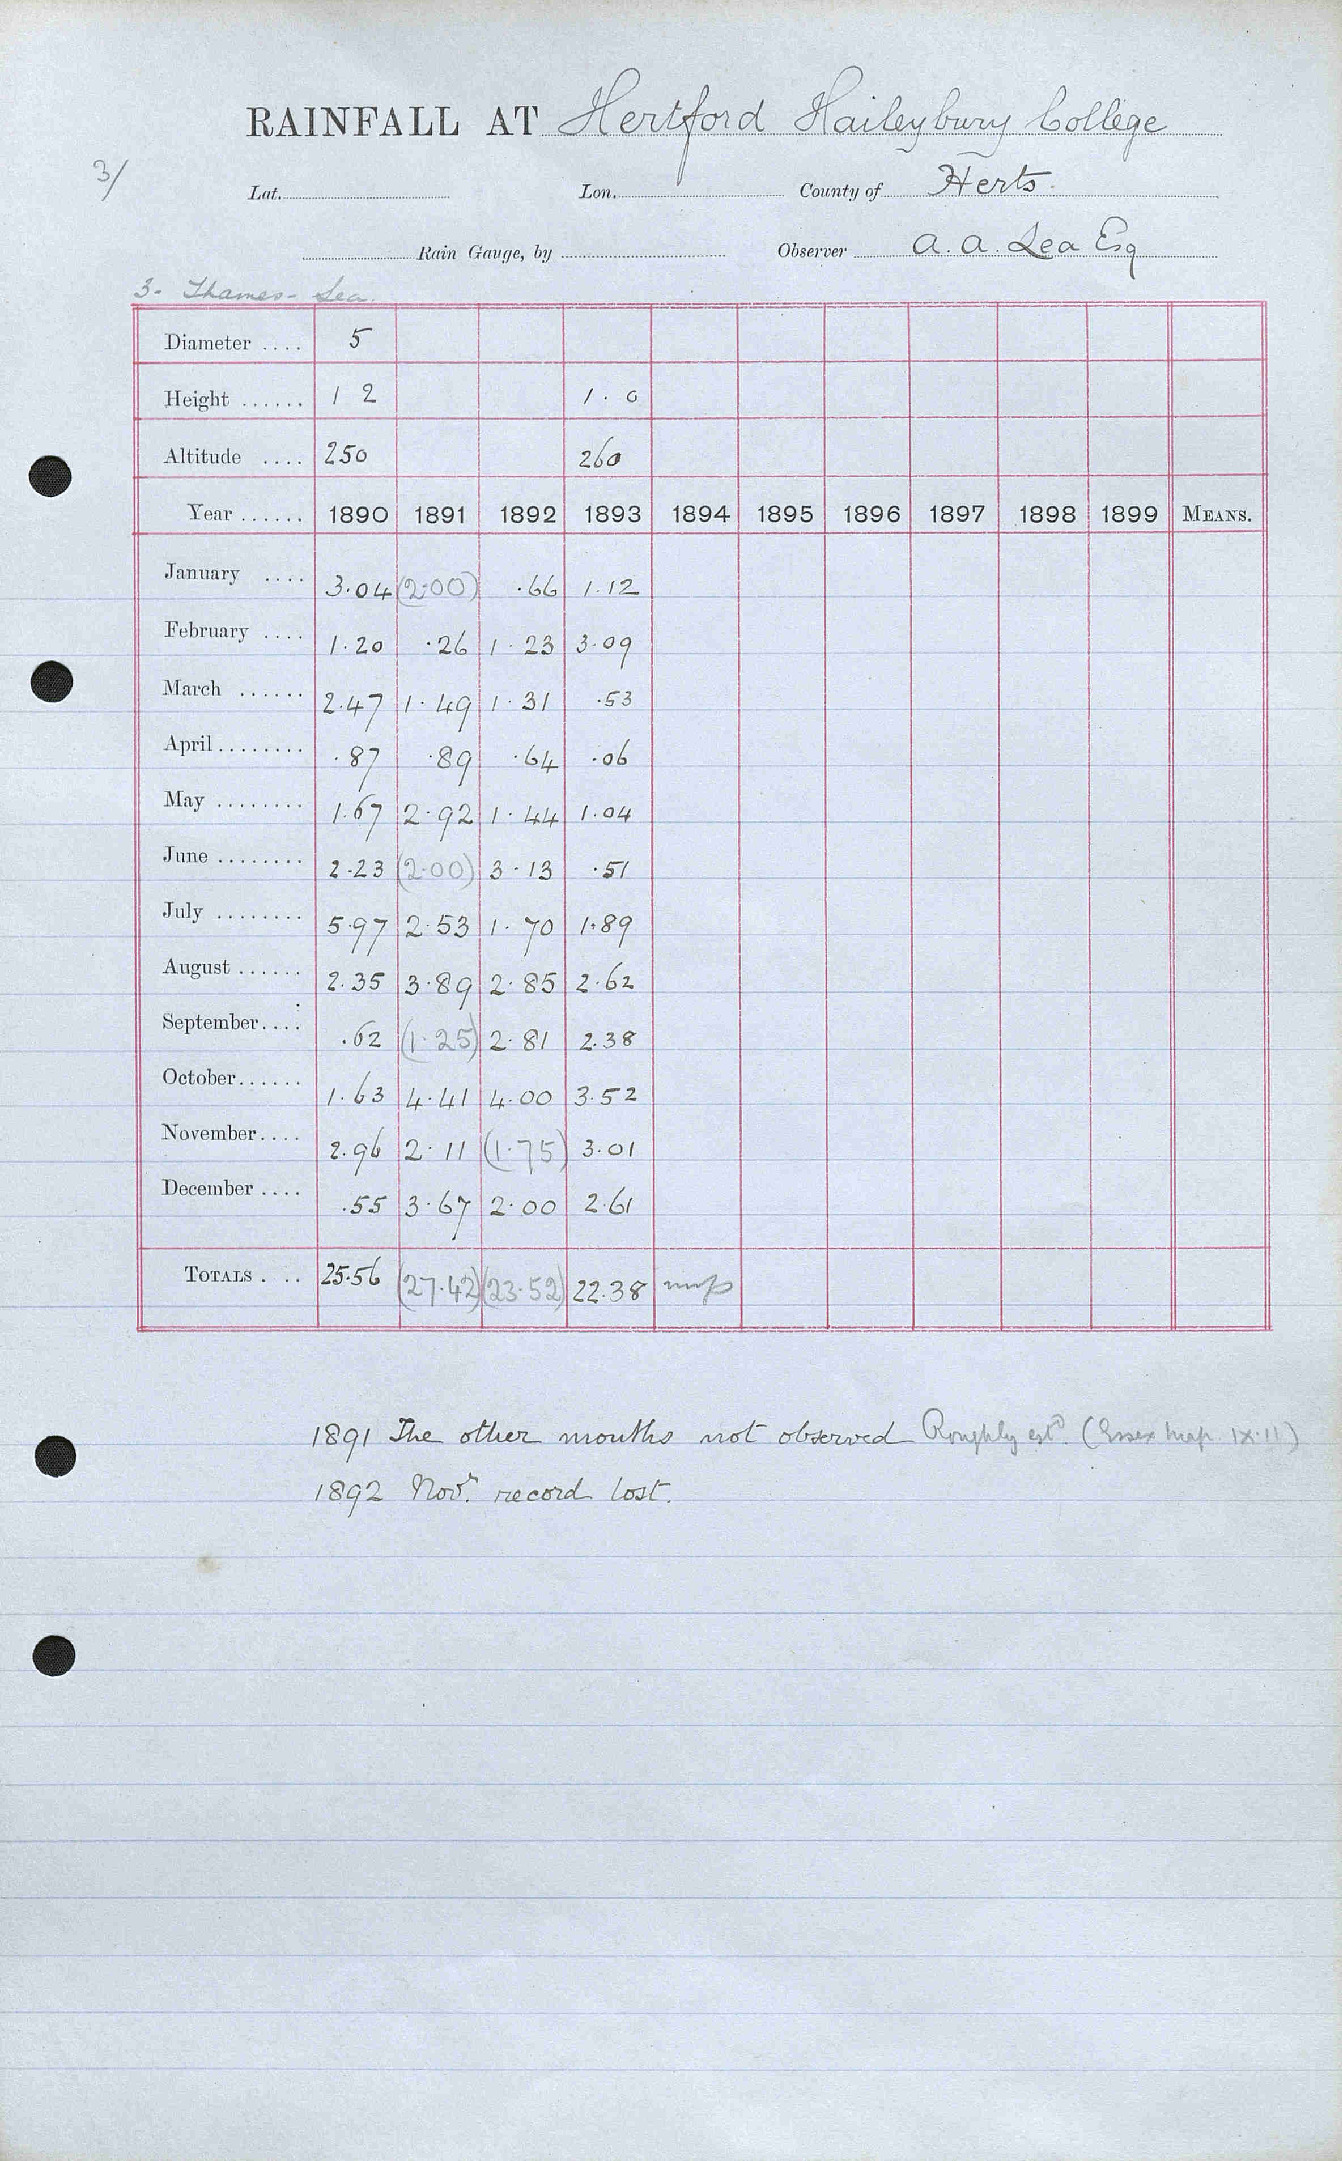 RAINFALL AT Hertford Haileybury College
3/
Lat. Lon. County of Herts.
Rain Gauge, by Observer A. A. Lea Esq
3- Thames - Lea.
Diameter .... 5
Height ...... 1 2 1. 0
Altitude .... 250 260
Year ...... 1890 1891 1892 1893 1894 1895 1896 1897 1898 1899 MEANS.
January .... 3.04 (2.00) .66 1.12
February .... 1.20 .26 1.23 3.09
March ...... 2.47 1.49 1.31 .53
April ........ .87 .89 .64 .06
May ........ 1.67 2.92 1.44 1.04
June ........ 2.23 (2.00) 3.13 .51
July ........ 5.97 2.53 1.70 1.89
August ...... 2.35 3.89 2.85 2.62
September.... .62 (1.25) 2.81 2.38
October...... 1.63 4.41 4.00 3.52
November.... 2.96 2.11 (1.75) 3.01
December .... .55 3.67 2.00 2.61
TOTALS . .. 25.56 (27.42) (23.52) 22.38
1891 The other months not observed Roughly estd. (Essex Map. IX.11)
1892 Novr. record lost.